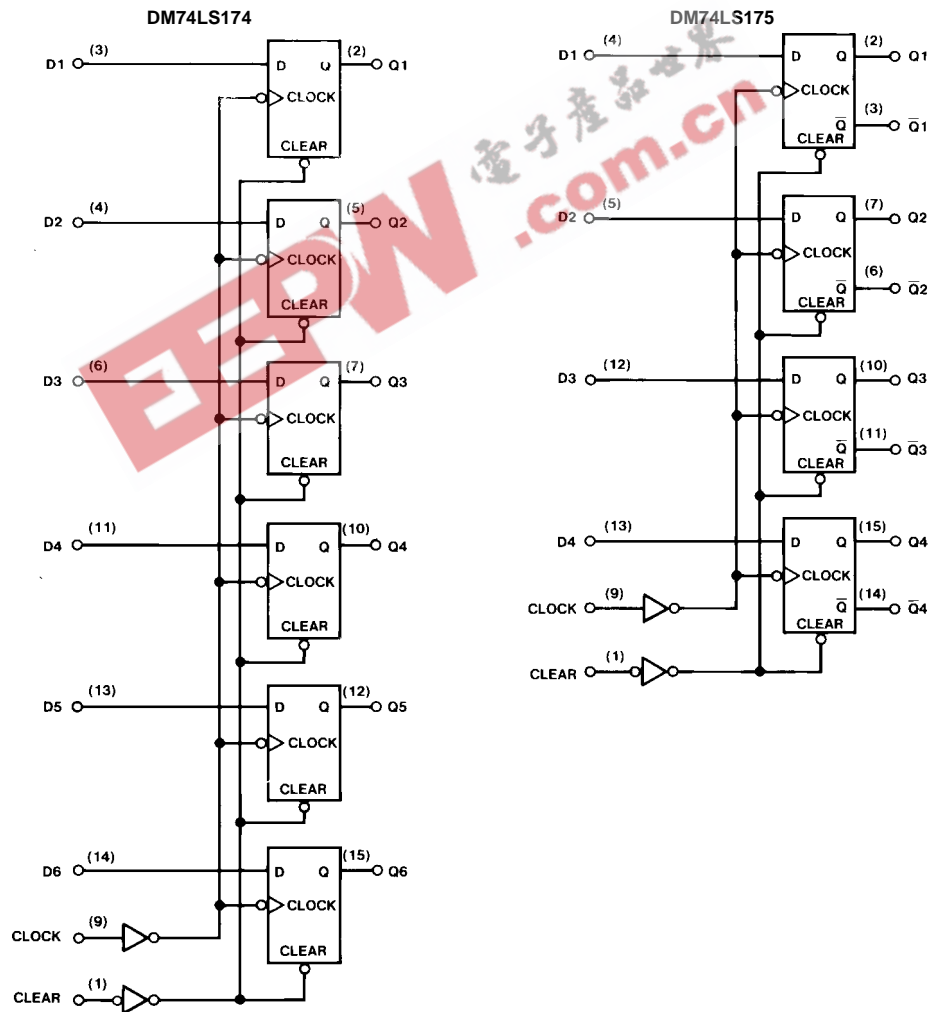 DM74LS174
D1 (3) D Q (2) Q1
CLOCK
CLEAR
D2 (4) D Q (5) Q2
CLOCK
CLEAR
D3 (6) D Q (7) Q3
CLOCK
CLEAR
D4 (11) D Q (10) Q4
CLOCK
CLEAR
D5 (13) D Q (12) Q5
CLOCK
CLEAR
D6 (14) D Q (15) Q6
CLOCK
CLEAR
CLOCK (9)
CLEAR (1)
DM74LS175
D1 (4) D Q (2) Q1
CLOCK
Q̅ (3) Q̅1
CLEAR
D2 (5) D Q (7) Q2
CLOCK
Q̅ (6) Q̅2
CLEAR
D3 (12) D Q (10) Q3
CLOCK
Q̅ (11) Q̅3
CLEAR
D4 (13) D Q (15) Q4
CLOCK
Q̅ (14) Q̅4
CLEAR
CLOCK (9)
CLEAR (1)
EEPW.com.cn
電子產品世界